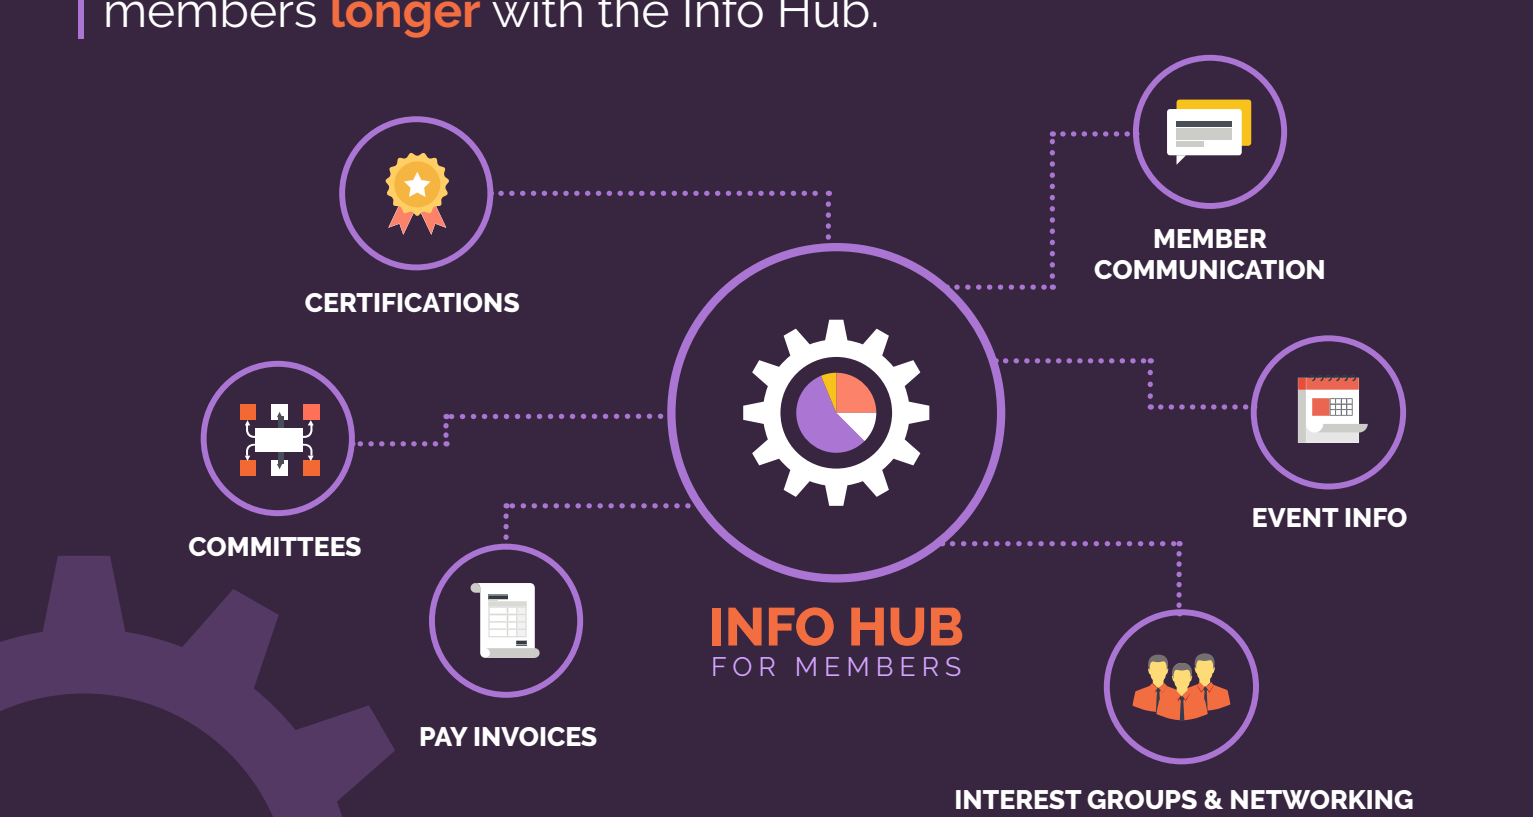 members longer with the Info Hub.
CERTIFICATIONS
MEMBER
COMMUNICATION
COMMITTEES
EVENT INFO
PAY INVOICES
INFO HUB
FOR MEMBERS
INTEREST GROUPS & NETWORKING